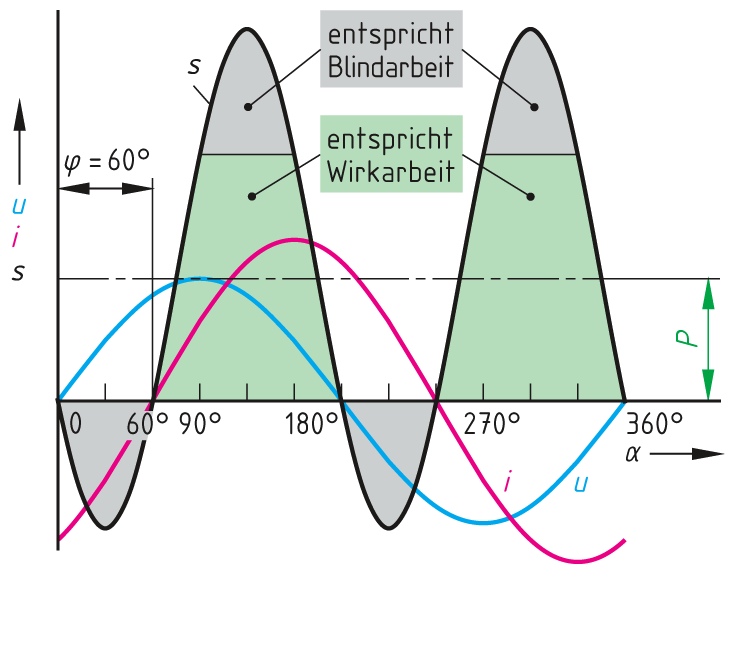 entspricht
Blindarbeit
s
entspricht
Wirkarbeit
φ = 60°
u
i
s
P
0 60° 90° 180° 270° 360°
α
i u